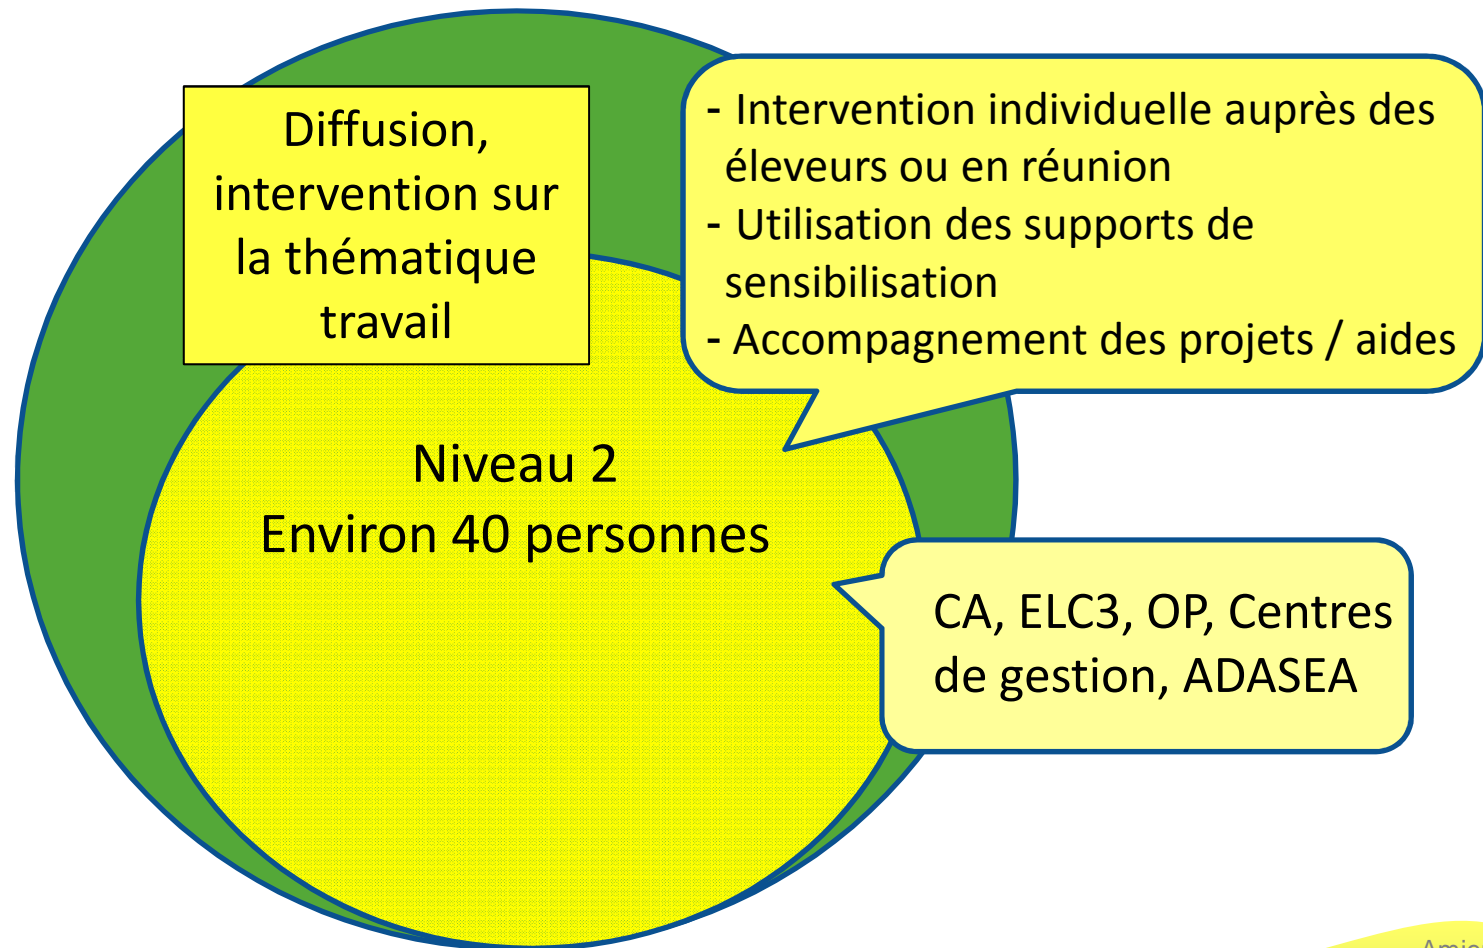 Diffusion,
intervention sur
la thématique
travail
- Intervention individuelle auprès des
éleveurs ou en réunion
- Utilisation des supports de
sensibilisation
- Accompagnement des projets / aides
Niveau 2
Environ 40 personnes
CA, ELC3, OP, Centres
de gestion, ADASEA